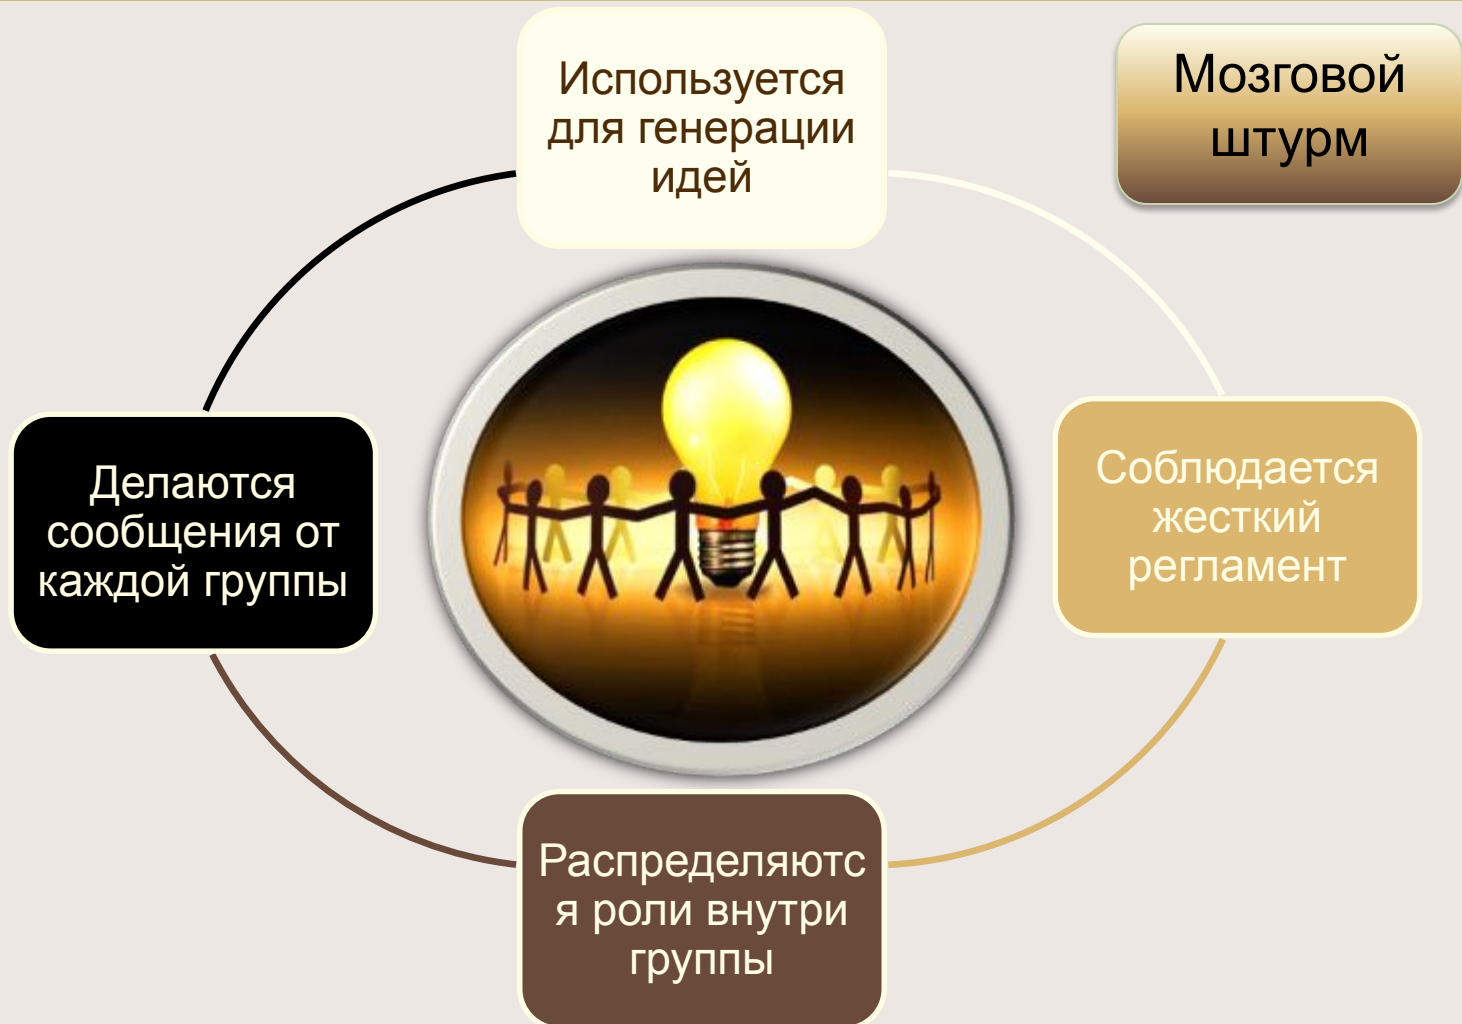 Мозговой
штурм
Используется
для генерации
идей
Соблюдается
жесткий
регламент
Распределяютс
я роли внутри
группы
Делаются
сообщения от
каждой группы